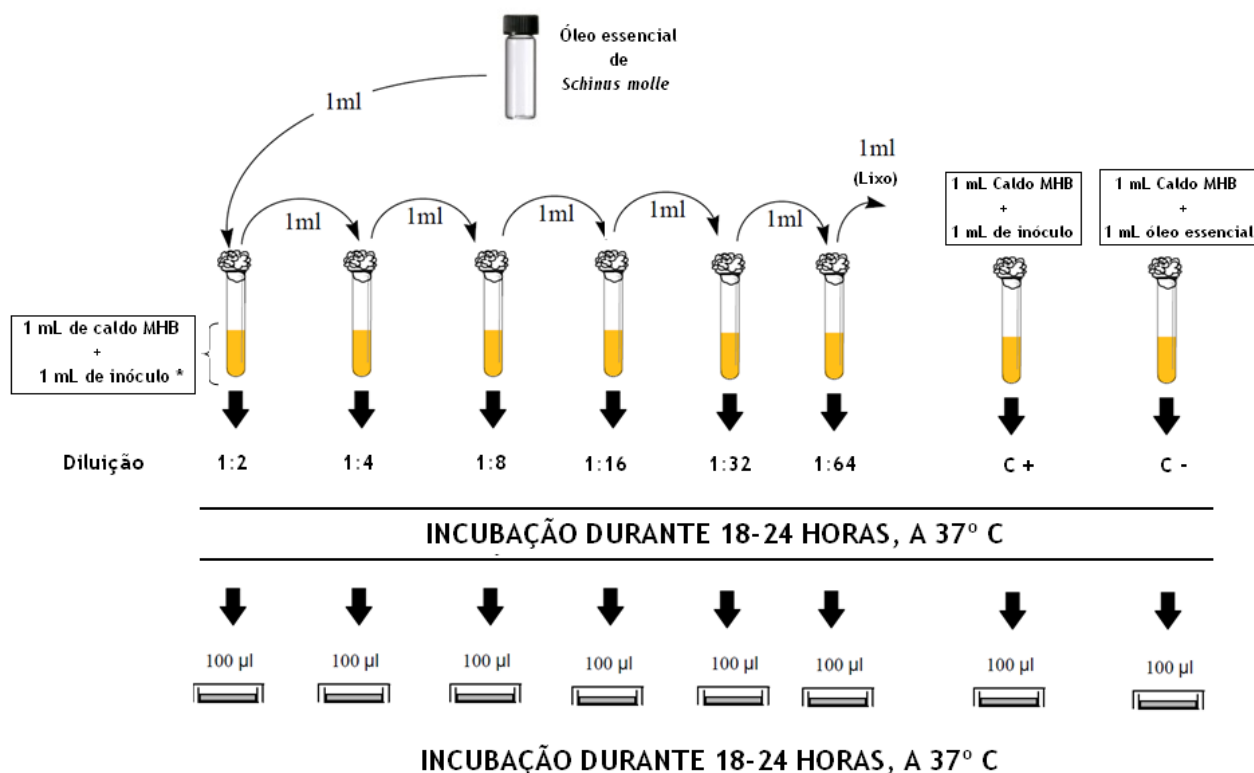 Óleo essencial
de
Schinus molle
1ml
1ml
(Lixo)
1ml
1ml
1ml
1ml
1ml
1 mL Caldo MHB
+
1 mL de inóculo
1 mL Caldo MHB
+
1 mL óleo essencial
1 mL de caldo MHB
+
1 mL de inóculo *
Diluição 1:2 1:4 1:8 1:16 1:32 1:64 C + C -
INCUBAÇÃO DURANTE 18-24 HORAS, A 37º C
100 µl 100 µl 100 µl 100 µl 100 µl 100 µl 100 µl 100 µl
INCUBAÇÃO DURANTE 18-24 HORAS, A 37º C